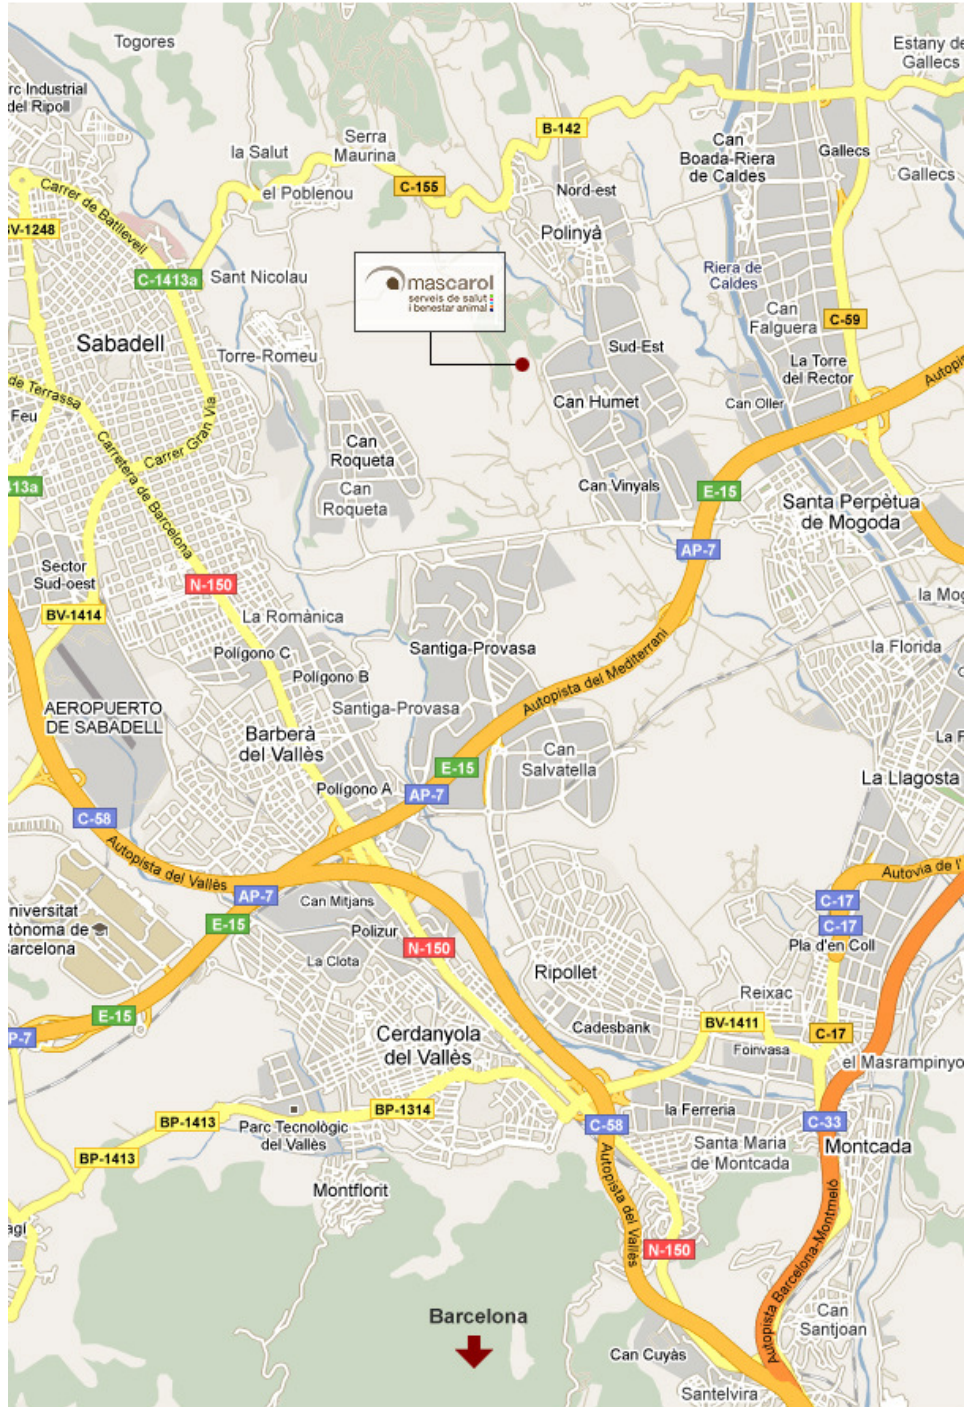 Togores
Estany de
Gallecs
rc Industrial
del Ripoll
B-142
Serra
Maurina
la Salut
Can
Boada-Riera
de Caldes
Gallecs
Gallecs
Carrer de Batllevell
el Poblenou
C-155
Nord-est
BV-1248
Polinyà
C-1413a
Sant Nicolau
mascarol
serveis de salut
i benestar animal
Riera de
Caldes
Can
Falguera
C-59
Sabadell
Torre-Romeu
Sud-Est
La Torre
del Rector
Autopis
de Terrassa
Feu
Carrer Gran Via
Carretera de Barcelona
Can Humet
Can Oller
Can
Roqueta
Can
Roqueta
Can Vinyals
E-15
413a
Santa Perpètua
de Mogoda
AP-7
Sector
Sud-oest
N-150
BV-1414
La Romànica
la Mog
Polígono C
Santiga-Provasa
la Florida
Polígono B
Autopista del Mediterrani
Santiga-Provasa
AEROPUERTO
DE SABADELL
Barberà
del Vallès
Can
Salvatella
La F
E-15
La Llagosta
Polígono A
AP-7
C-58
Autopista del Vallès
Autovia de l'
AP-7
Can Mitjans
C-17
niversitat
tònoma de
Barcelona
E-15
Polizur
N-150
C-17
Pla d'en Coll
La Clota
Ripollet
Reixac
E-15
P-7
Cerdanyola
del Vallès
Cadesbank
BV-1411
C-17
Foinvasa
el Masrampinyo
BP-1314
BP-1413
Parc Tecnològic
del Vallès
la Ferreria
C-58
C-33
BP-1413
Santa Maria
de Montcada
Montcada
Montflorit
agí
Autopista del Vallès
Autopista Barcelona-Montmeló
N-150
Barcelona
Can
Santjoan
Can Cuyàs
Santelvira